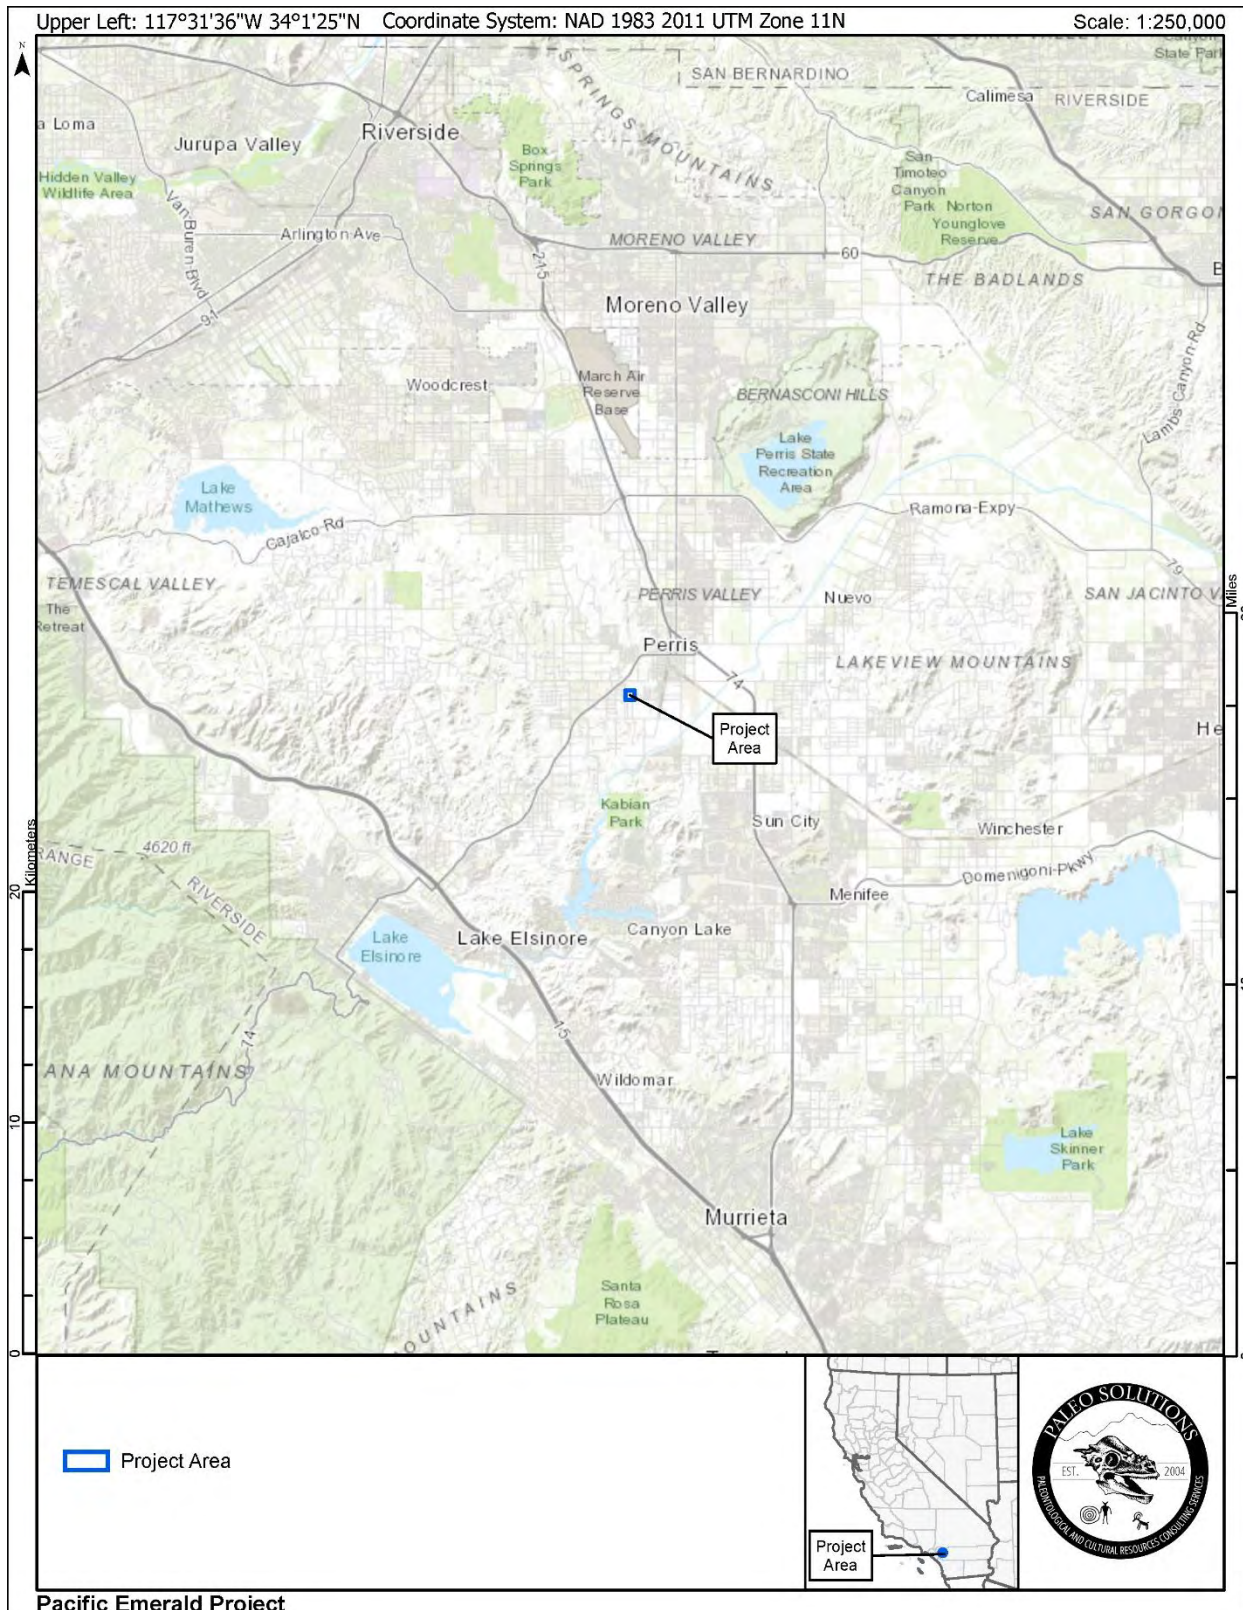 Upper Left: 117°31'36"W 34°1'25"N Coordinate System: NAD 1983 2011 UTM Zone 11N Scale: 1:250,000
N
State Park
SAN BERNARDINO
Calimesa
RIVERSIDE
SPRINGS MOUNTAINS
a Loma
Jurupa Valley
Riverside
Box
Springs
Park
Hidden Valley
Wildlife Area
San
Timoteo
Canyon
Park
Norton
Younglove
Reserve
SAN GORGON
Van-Buren-Blvd
Arlington-Ave
215
MORENO VALLEY
60
THE BADLANDS
B
91
Moreno Valley
Lambs-Canyon-Rd
Woodcrest
March Air
Reserve
Base
BERNASCONI HILLS
Lake
Perris State
Recreation
Area
Lake
Mathews
Cajalco-Rd
Ramona-Expy
79
TEMESCAL VALLEY
The
Retreat
PERRIS VALLEY
Nuevo
SAN JACINTO V
Miles
Perris
LAKEVIEW MOUNTAINS
74
Project
Area
He
Kabian
Park
Sun City
Winchester
Kilometers
RANGE
4620 ft
RIVERSIDE
Domenigoni-Pkwy
20
Menifee
Lake
Elsinore
Lake Elsinore
Canyon Lake
74
15
ANA MOUNTAINS
Wildomar
10
Lake
Skinner
Park
Murrieta
Santa
Rosa
Plateau
MOUNTAINS
0
Project Area
Project
Area
PALEO SOLUTIONS
EST. 2004
PALEONTOLOGICAL AND CULTURAL RESOURCES CONSULTING SERVICES
Pacific Emerald Project